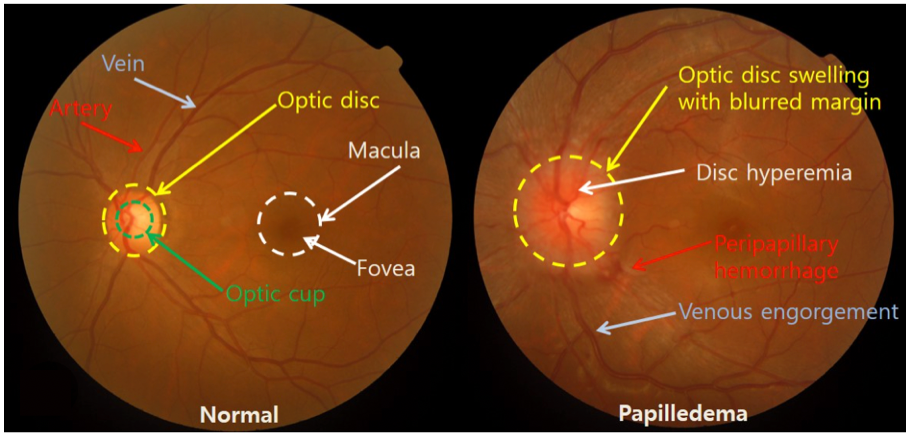 Vein
Artery
Optic disc
Macula
Fovea
Optic cup
Normal
Optic disc swelling
with blurred margin
Disc hyperemia
Peripapillary
hemorrhage
Venous engorgement
Papilledema